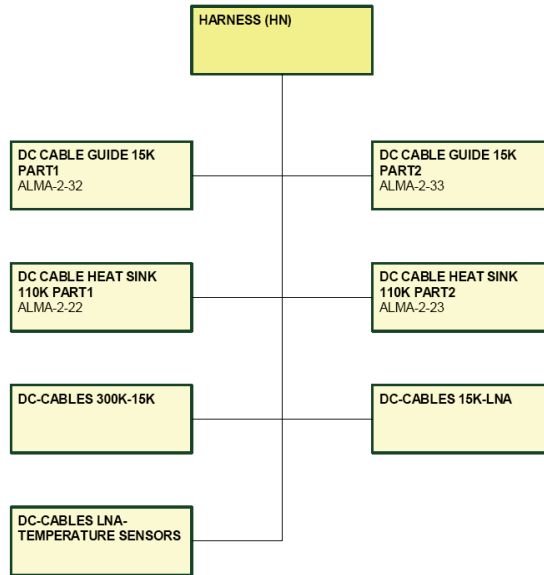 HARNESS (HN)
DC CABLE GUIDE 15K
PART1
ALMA-2-32
DC CABLE GUIDE 15K
PART2
ALMA-2-33
DC CABLE HEAT SINK
110K PART1
ALMA-2-22
DC CABLE HEAT SINK
110K PART2
ALMA-2-23
DC-CABLES 300K-15K
DC-CABLES 15K-LNA
DC-CABLES LNA-
TEMPERATURE SENSORS